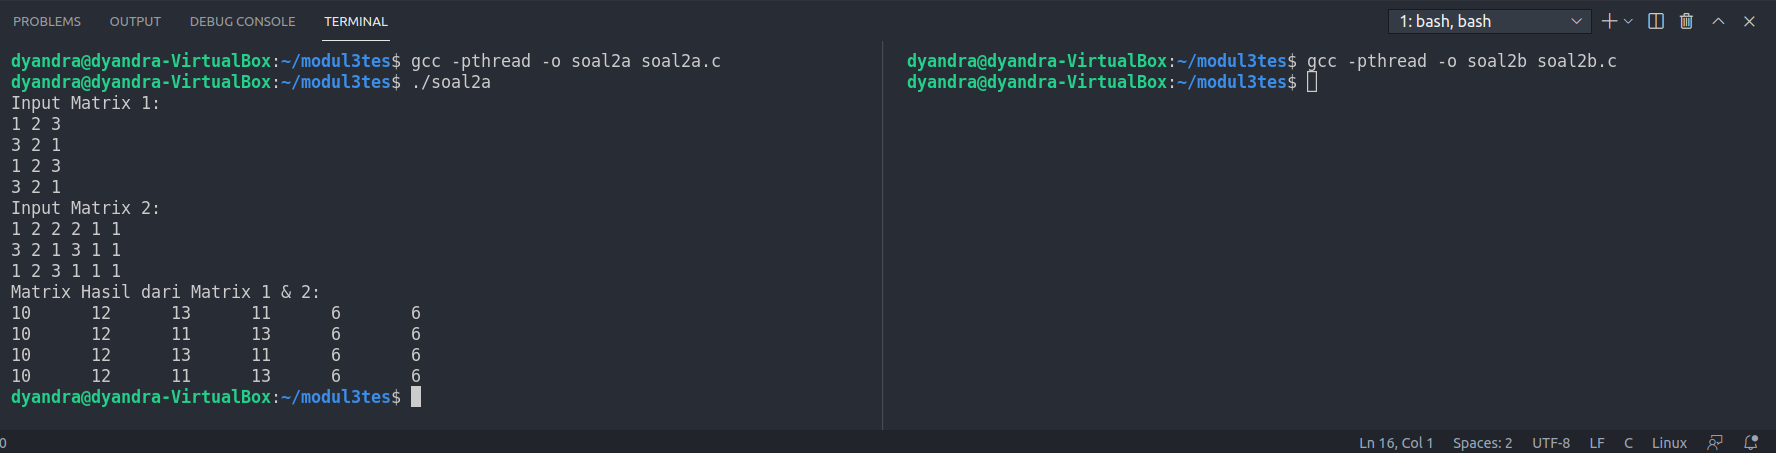 PROBLEMS OUTPUT DEBUG CONSOLE TERMINAL 1: bash, bash
dyandra@dyandra-VirtualBox:~/modul3tes$ gcc -pthread -o soal2a soal2a.c
dyandra@dyandra-VirtualBox:~/modul3tes$ ./soal2a
Input Matrix 1:
1 2 3
3 2 1
1 2 3
3 2 1
Input Matrix 2:
1 2 2 2 1 1
3 2 1 3 1 1
1 2 3 1 1 1
Matrix Hasil dari Matrix 1 & 2:
10 12 13 11 6 6
10 12 11 13 6 6
10 12 13 11 6 6
10 12 11 13 6 6
dyandra@dyandra-VirtualBox:~/modul3tes$
dyandra@dyandra-VirtualBox:~/modul3tes$ gcc -pthread -o soal2b soal2b.c
dyandra@dyandra-VirtualBox:~/modul3tes$
0 Ln 16, Col 1 Spaces: 2 UTF-8 LF C Linux